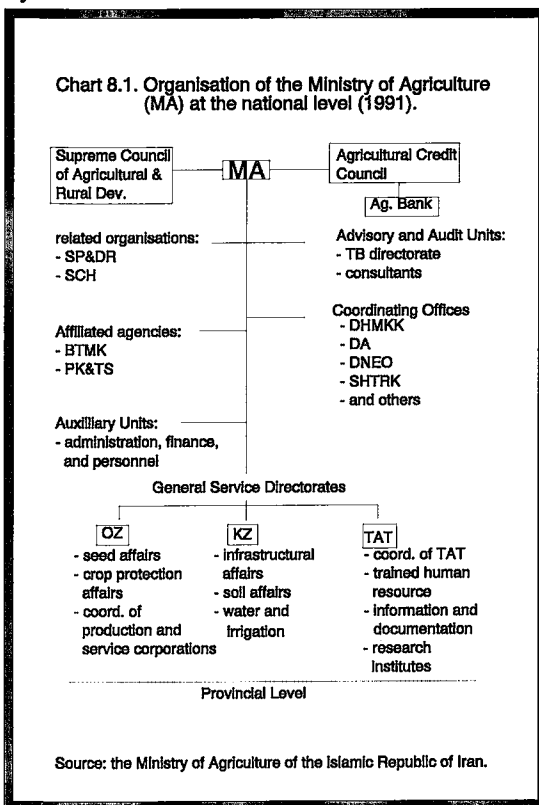 Chart 8.1. Organisation of the Ministry of Agriculture
(MA) at the national level (1991).
Supreme Council
of Agricultural &
Rural Dev.
MA
Agricultural Credit
Council
Ag. Bank
related organisations:
- SP&DR
- SCH
Advisory and Audit Units:
- TB directorate
- consultants
Affiliated agencies:
- BTMK
- PK&TS
Coordinating Offices
- DHMKK
- DA
- DNEO
- SHTRK
- and others
Auxiliary Units:
- administration, finance,
and personnel
General Service Directorates
OZ
- seed affairs
- crop protection
affairs
- coord. of
production and
service corporations
KZ
- infrastructural
affairs
- soil affairs
- water and
irrigation
TAT
- coord. of TAT
- trained human
resource
- information and
documentation
- research
institutes
Provincial Level
Source: the Ministry of Agriculture of the Islamic Republic of Iran.